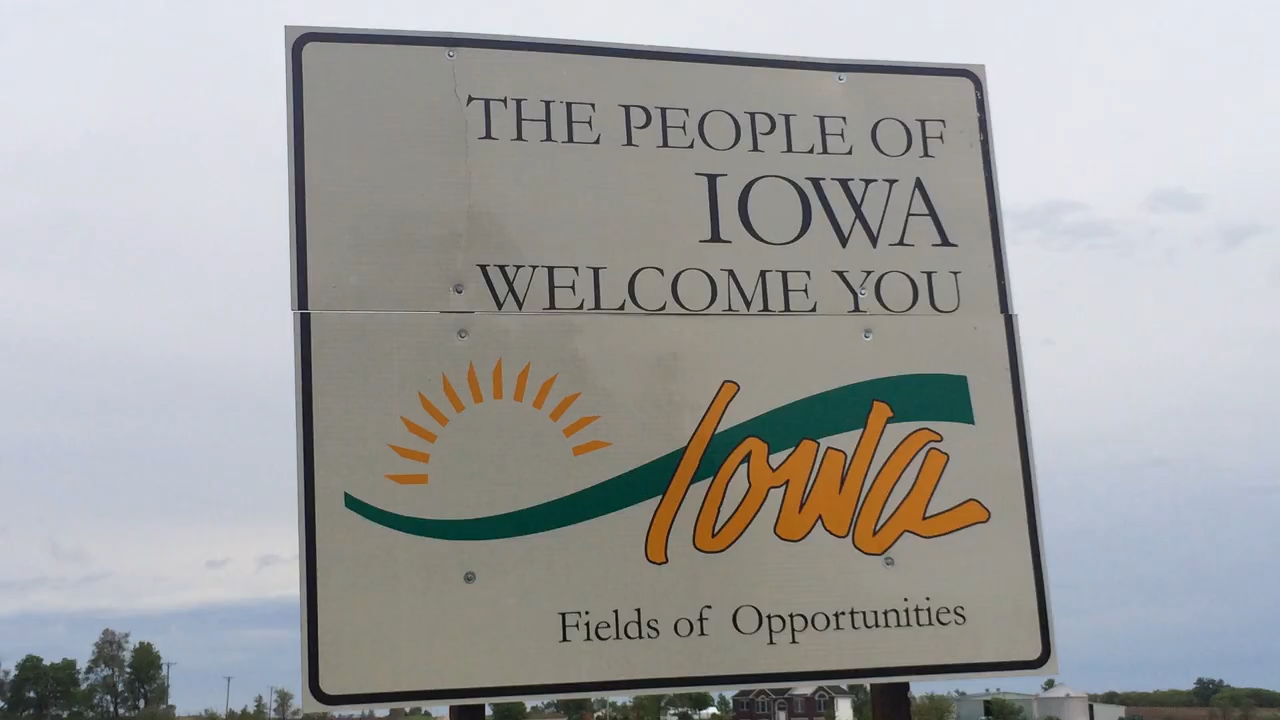 THE PEOPLE OF
IOWA
WELCOME YOU
Iowa
Fields of Opportunities